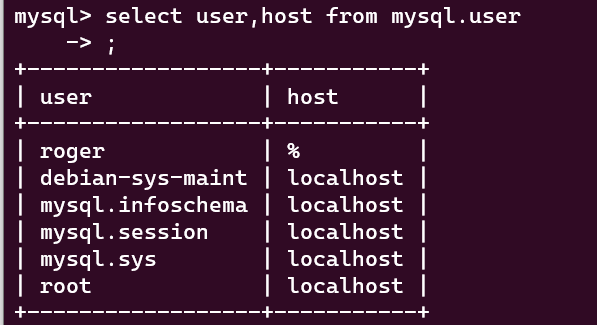 mysql> select user,host from mysql.user
    -> ;
+------------------+-----------+
| user             | host      |
+------------------+-----------+
| roger            | %         |
| debian-sys-maint | localhost |
| mysql.infoschema | localhost |
| mysql.session    | localhost |
| mysql.sys        | localhost |
| root             | localhost |
+------------------+-----------+